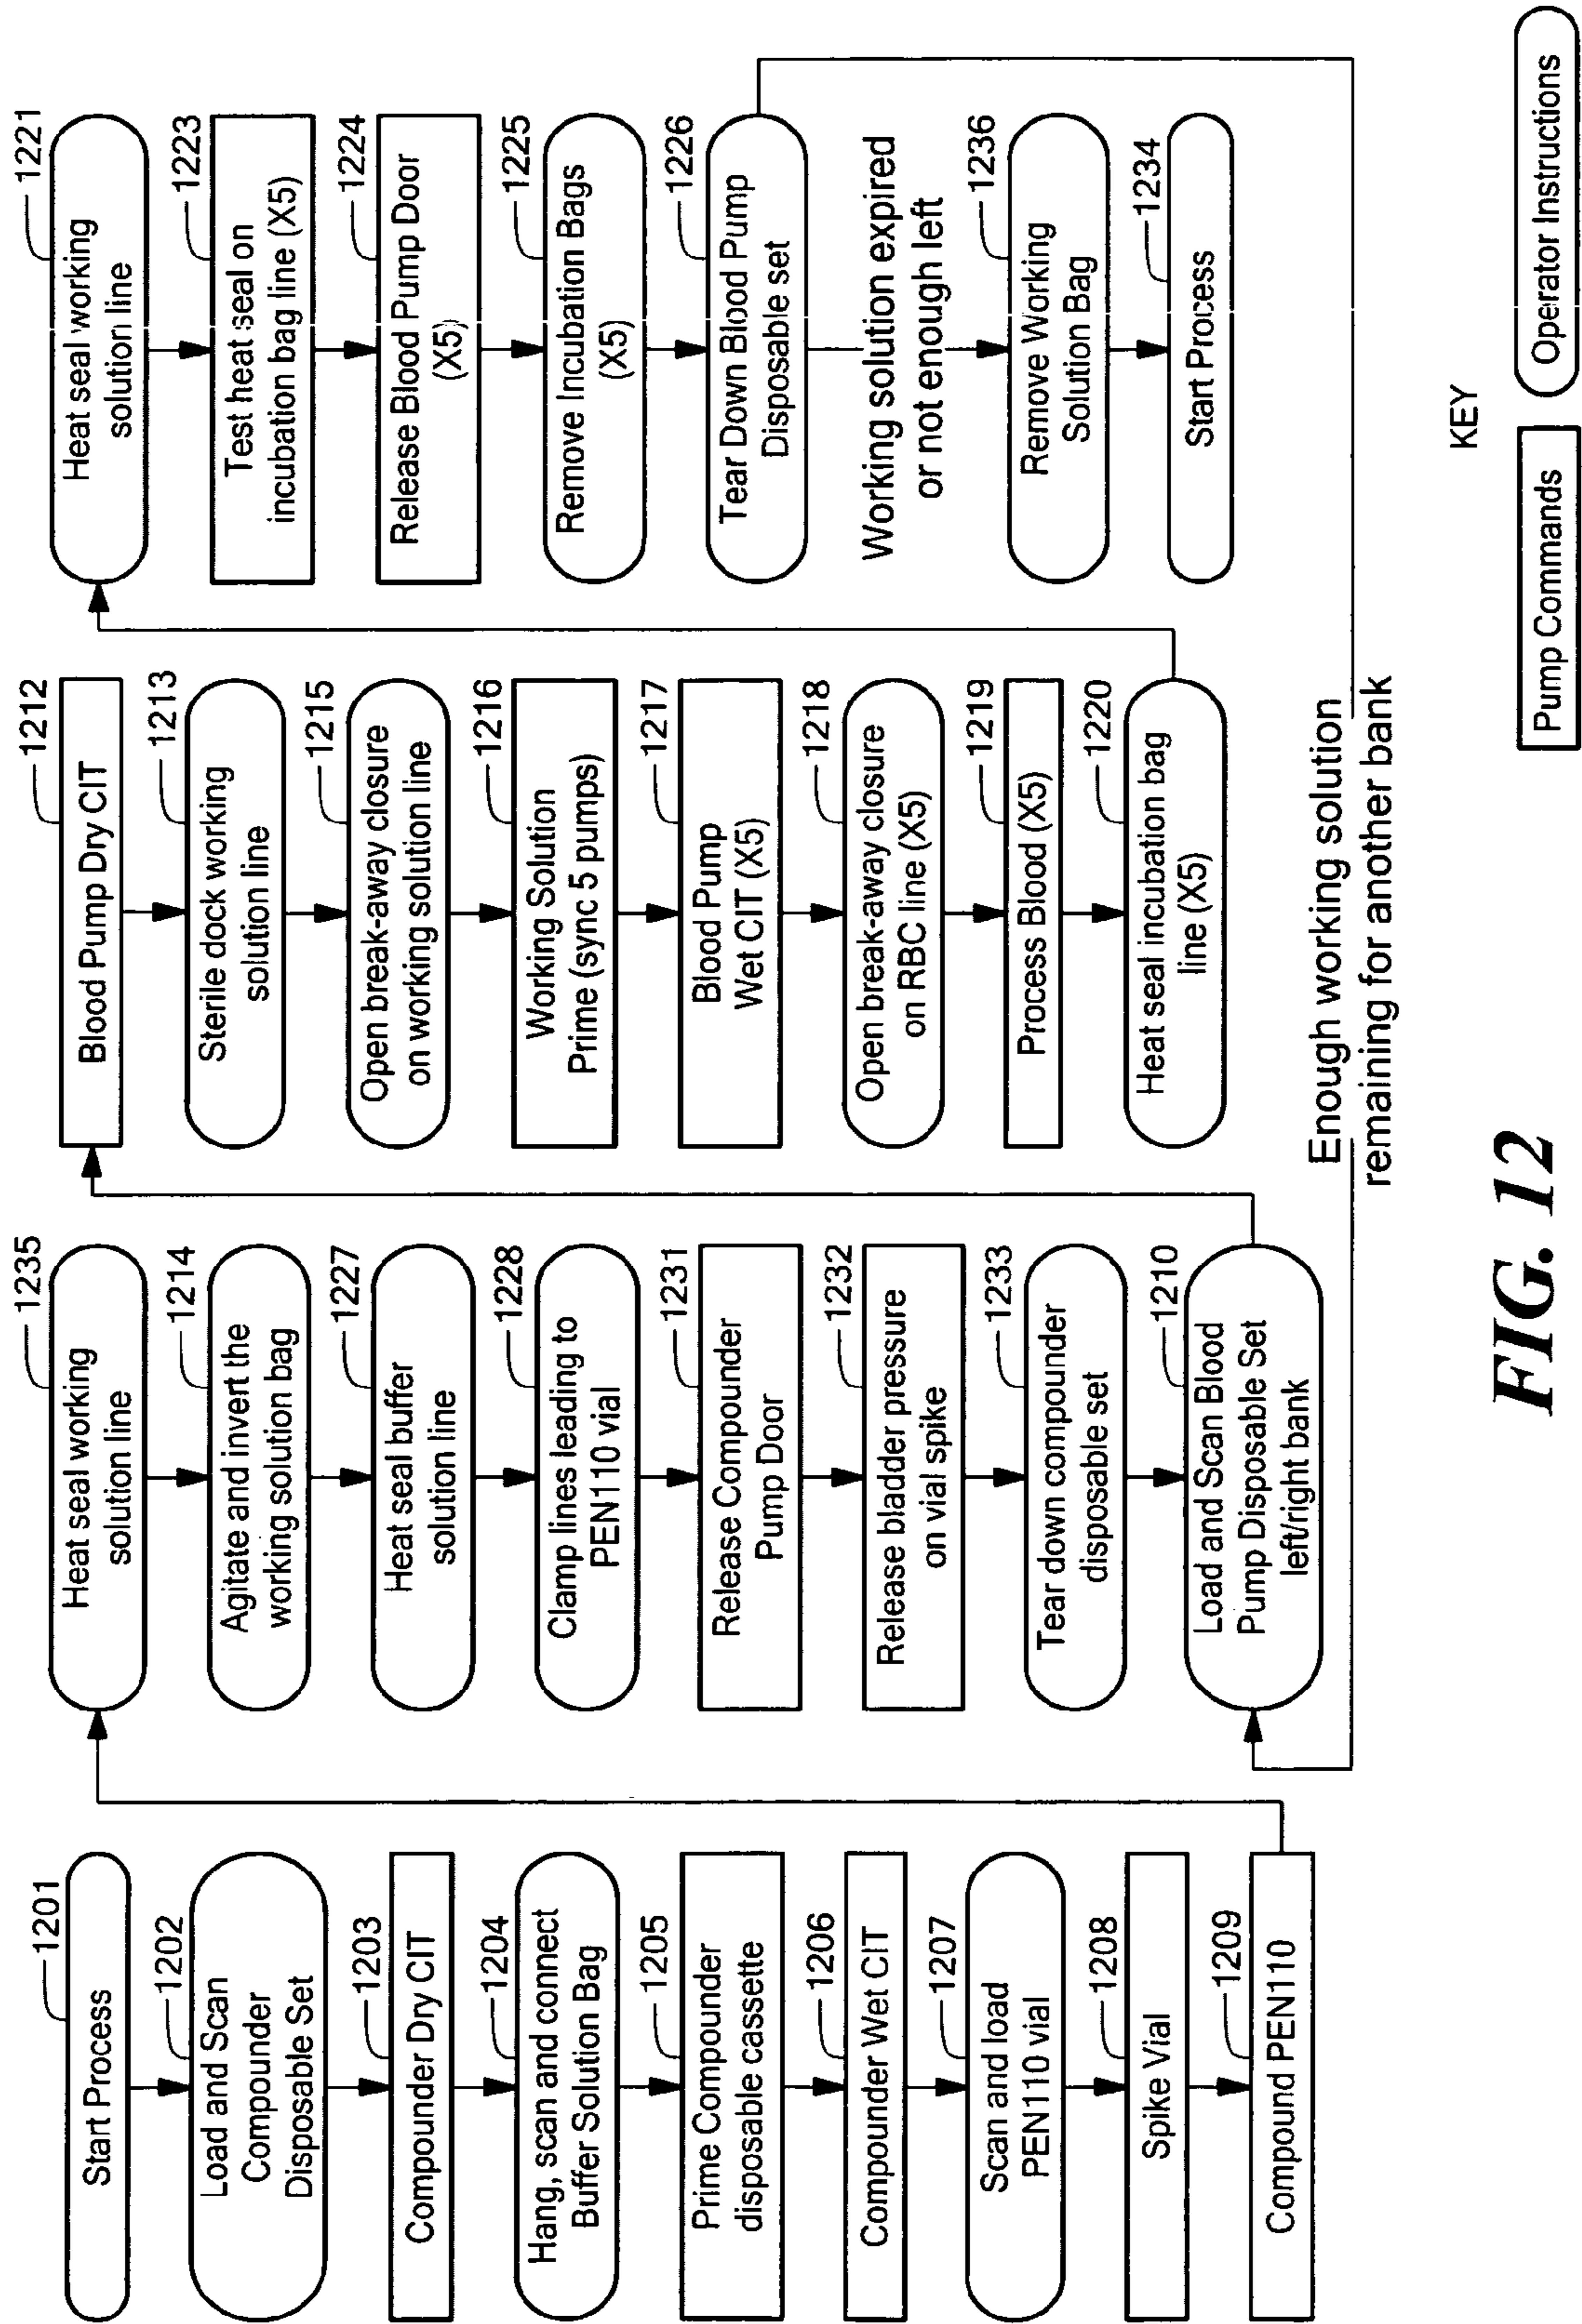 1201
Start Process
1202
Load and Scan
Compounder
Disposable Set
1203
Compounder Dry CIT
1204
Hang, scan and connect
Buffer Solution Bag
1205
Prime Compounder
disposable cassette
1206
Compounder Wet CIT
1207
Scan and load
PEN110 vial
1208
Spike Vial
1209
Compound PEN110
1235
Heat seal working
solution line
1214
Agitate and invert the
working solution bag
1227
Heat seal buffer
solution line
1228
Clamp lines leading to
PEN110 vial
1231
Release Compounder
Pump Door
1232
Release bladder pressure
on vial spike
1233
Tear down compounder
disposable set
1210
Load and Scan Blood
Pump Disposable Set
left/right bank
1212
Blood Pump Dry CIT
1213
Sterile dock working
solution line
1215
Open break-away closure
on working solution line
1216
Working Solution
Prime (sync 5 pumps)
1217
Blood Pump
Wet CIT (X5)
1218
Open break-away closure
on RBC line (X5)
1219
Process Blood (X5)
1220
Heat seal incubation bag
line (X5)
1221
Heat seal working
solution line
1223
Test heat seal on
incubation bag line (X5)
1224
Release Blood Pump Door
(X5)
1225
Remove Incubation Bags
(X5)
1226
Tear Down Blood Pump
Disposable set
Working solution expired
or not enough left
1236
Remove Working
Solution Bag
1234
Start Process
Enough working solution
remaining for another bank
KEY
Pump Commands
Operator Instructions
FIG. 12